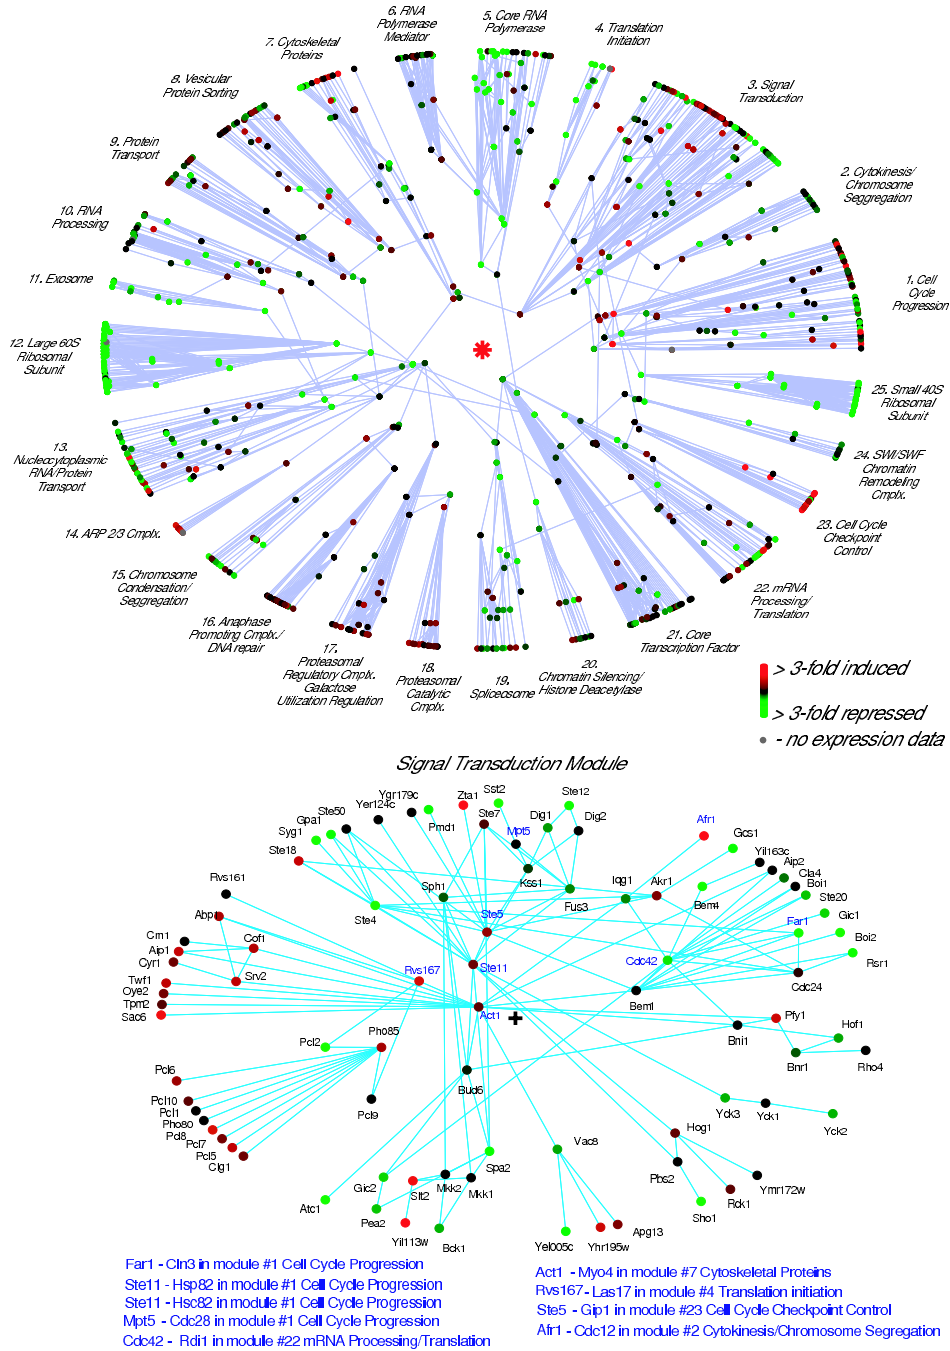 6. RNA
Polymerase
Mediator
5. Core RNA
Polymerase
4. Translation
Initiation
7. Cytoskeletal
Proteins
3. Signal
Transduction
8. Vesicular
Protein Sorting
9. Protein
Transport
2. Cytokinesis/
Chromosome
Seggregation
10. RNA
Processing
1. Cell
Cycle
Progression
11. Exosome
12. Large 60S
Ribosomal
Subunit
25. Small 40S
Ribosomal
Subunit
13.
Nucleocytoplasmic
RNA/Protein
Transport
24. SWI/SWF
Chromatin
Remodeling
Cmplx.
14. ARP 2/3 Cmplx.
23. Cell Cycle
Checkpoint
Control
15. Chromosome
Condensation/
Seggregation
22. mRNA
Processing/
Translation
16. Anaphase
Promoting Cmplx./
DNA repair
17.
Proteasomal
Regulatory Cmplx.
Galactose
Utilization Regulation
18.
Proteasomal
Catalytic
Cmplx.
19.
Spliceosome
20.
Chromatin Silencing/
Histone Deacetylase
21. Core
Transcription Factor
> 3-fold induced
> 3-fold repressed
- no expression data
Signal Transduction Module
Ygr179c
Yer124c
Zta1
Sst2
Ste12
Ste50
Gpa1
Syg1
Pmd1
Ste7
Dig1
Dig2
Mpt5
Afr1
Gcs1
Ste18
Yil163c
Aip2
Cla4
Boi1
Rvs161
Sph1
Kss1
Iqg1
Akr1
Ste20
Bem4
Fus3
Abp1
Ste4
Ste5
Far1
Gic1
Crn1
Cof1
Boi2
Aip1
Cyr1
Rvs167
Ste11
Cdc42
Rsr1
Twf1
Srv2
Cdc24
Oye2
Tpm2
Sac6
Act1
Bem1
Pfy1
Hof1
Pho85
Pcl2
Bni1
Bnr1
Rho4
Pcl6
Bud6
Pcl10
Pcl1
Pho80
Pcl8
Pcl7
Pcl5
Clg1
Pcl9
Yck3
Yck1
Yck2
Vac8
Hog1
Spa2
Pbs2
Ymr172w
Gic2
Slt2
Mkk2
Mkk1
Rck1
Atc1
Pea2
Sho1
Yil113w
Bck1
Yel005c
Yhr195w
Apg13
Far1 - Cln3 in module #1 Cell Cycle Progression
Ste11 - Hsp82 in module #1 Cell Cycle Progression
Ste11 - Hsc82 in module #1 Cell Cycle Progression
Mpt5 - Cdc28 in module #1 Cell Cycle Progression
Cdc42 - Rdi1 in module #22 mRNA Processing/Translation
Act1 - Myo4 in module #7 Cytoskeletal Proteins
Rvs167 - Las17 in module #4 Translation initiation
Ste5 - Gip1 in module #23 Cell Cycle Checkpoint Control
Afr1 - Cdc12 in module #2 Cytokinesis/Chromosome Segregation